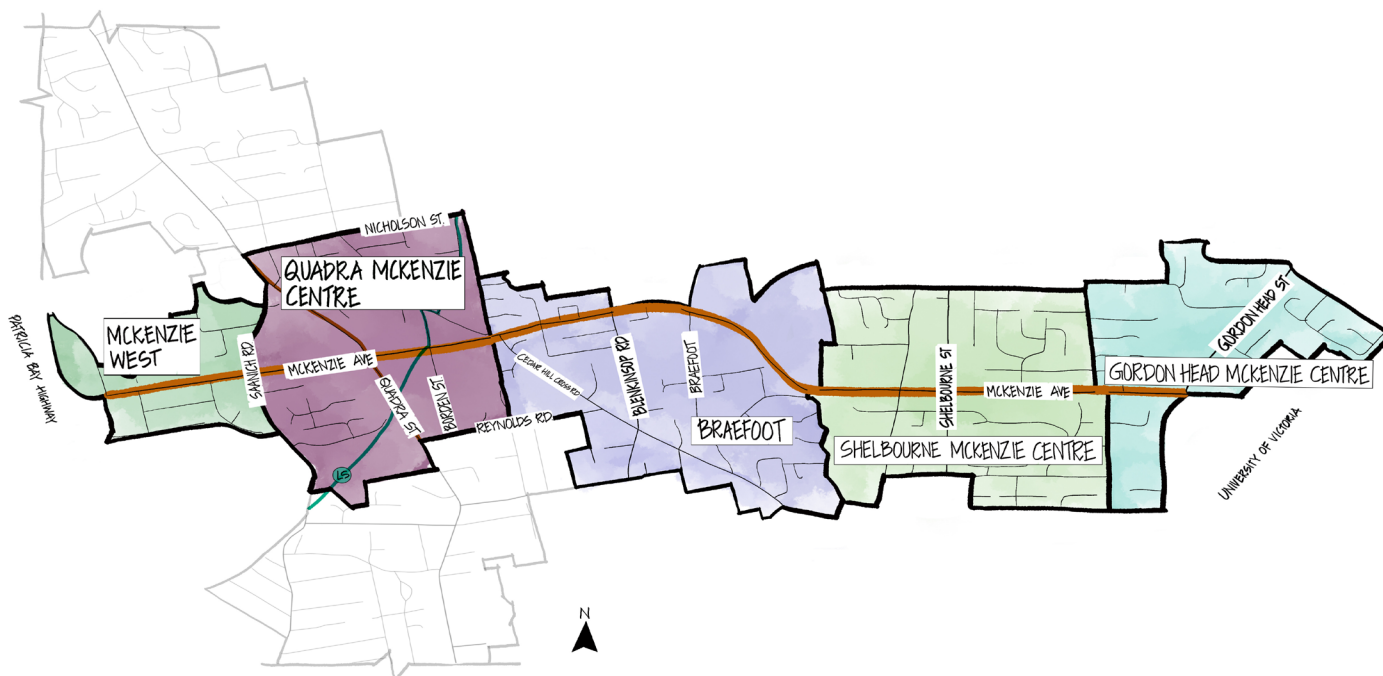 NICHOLSON ST.
QUADRA MCKENZIE
CENTRE
MCKENZIE
WEST
PATRICIA BAY HIGHWAY
SAANICH RD
MCKENZIE AVE
QUADRA ST
BORDEN ST
REYNOLDS RD
CEDAR HILL CROSS RD
BLENKINSOP RD
BRAEFOOT
BRAEFOOT
SHELBOURNE ST
MCKENZIE AVE
SHELBOURNE MCKENZIE CENTRE
GORDON HEAD ST
GORDON HEAD MCKENZIE CENTRE
UNIVERSITY OF VICTORIA
N